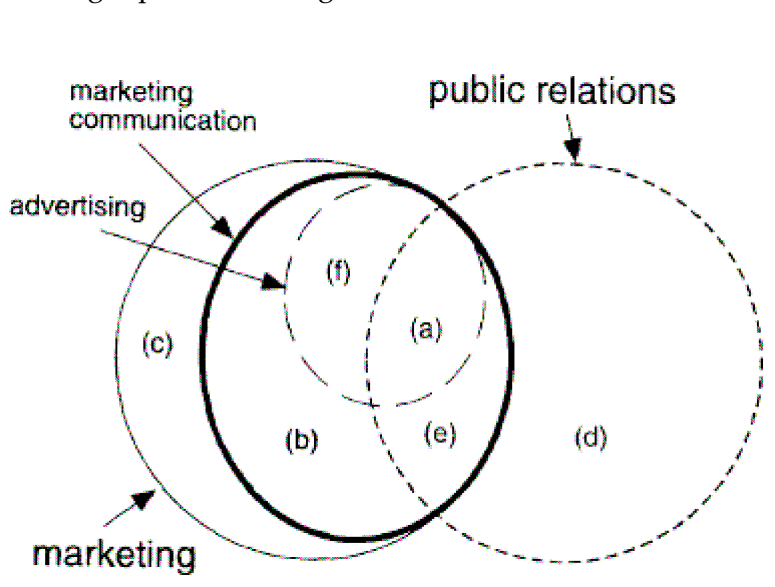 marketing
communication
public relations
advertising
(f)
(a)
(c)
(b)
(e)
(d)
marketing